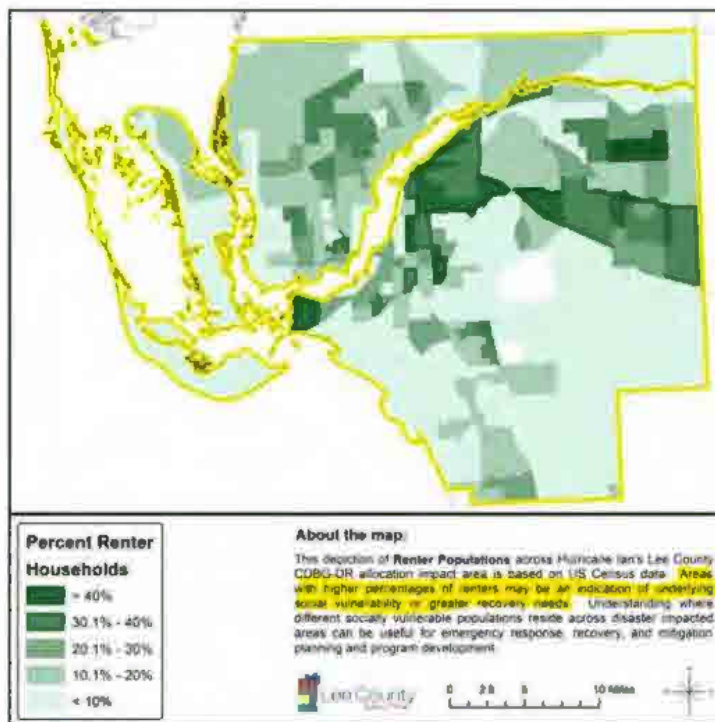 Percent Renter
Households
> 40%
30.1% - 40%
20.1% - 30%
10.1% - 20%
< 10%
About the map:
This depiction of Renter Populations across Hurricane Ian's Lee County
CDBG-DR allocation impact area is based on US Census data. Areas
with higher percentages of renters may be an indication of underlying
social vulnerability or greater recovery needs. Understanding where
different socially vulnerable populations reside across disaster impacted
areas can be useful for emergency response, recovery, and mitigation
planning and program development.
Lee County
0 2.5 5 10 Miles